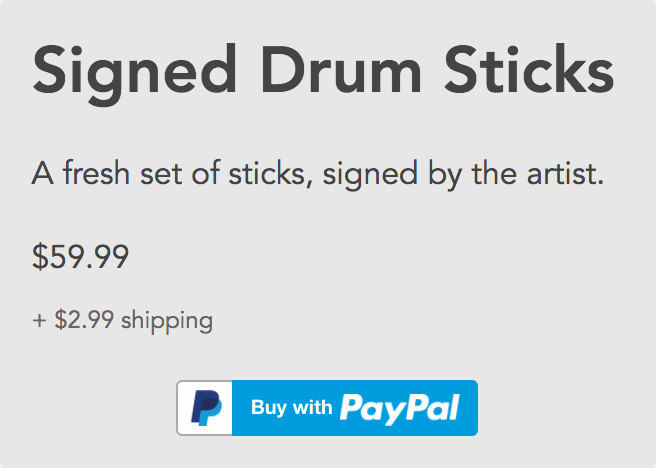 Signed Drum Sticks
A fresh set of sticks, signed by the artist.
$59.99
+ $2.99 shipping
Buy with PayPal